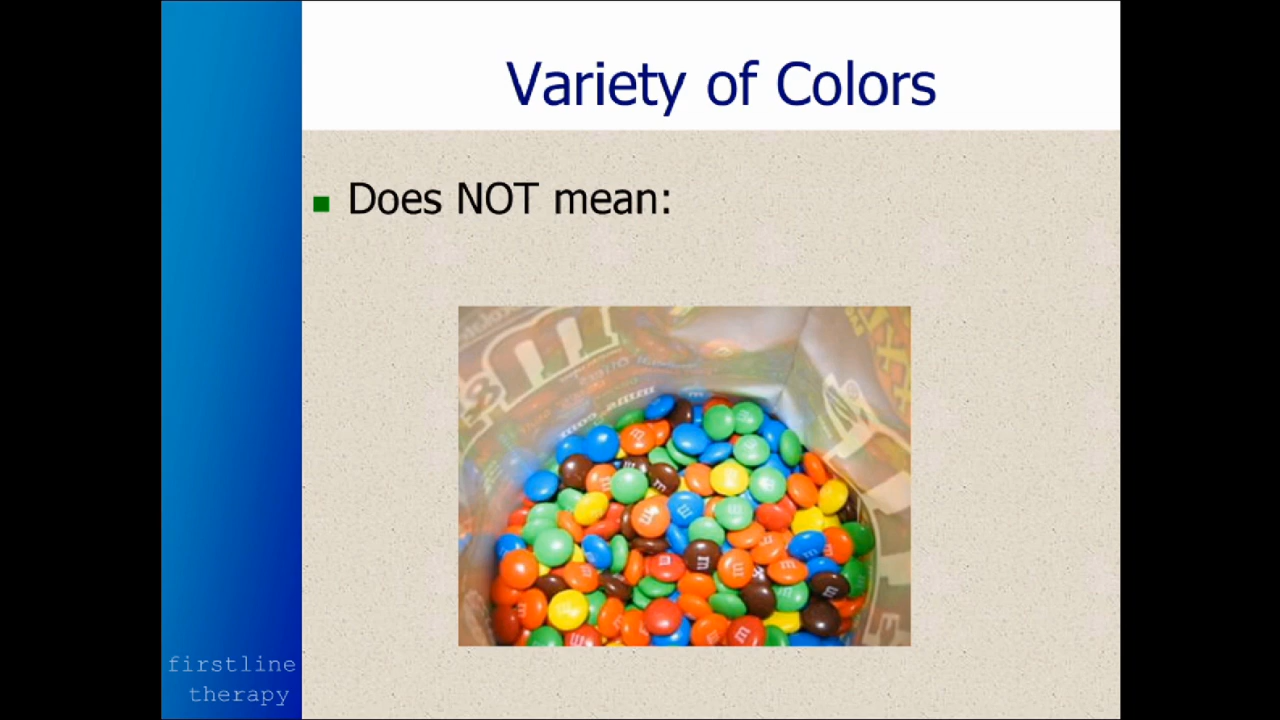 Variety of Colors
Does NOT mean:
m
firstline
therapy